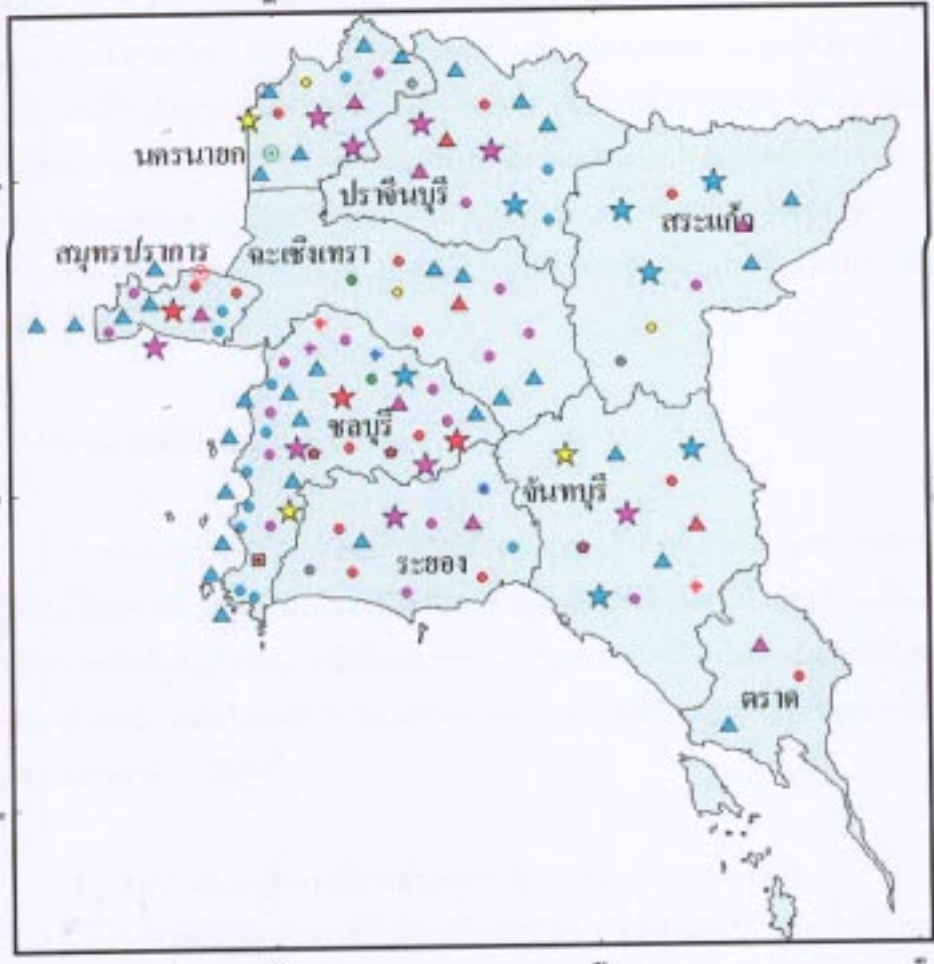 นครนายก
ปราจีนบุรี
สระแก้ว
สมุทรปราการ
ฉะเชิงเทรา
ชลบุรี
จันทบุรี
ระยอง
ตราด